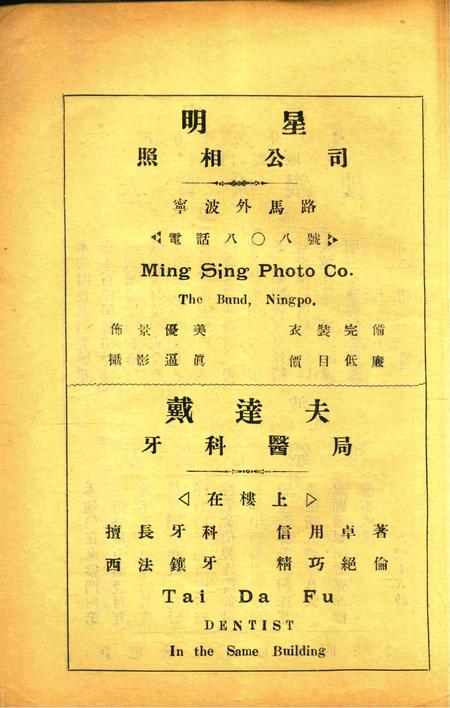 明星
照相公司
寧波外馬路
電話八〇八號
Ming Sing Photo Co.
The Bund, Ningpo.
佈景優美 衣裝完備
攝影逼眞 價目低廉
戴達夫
牙科醫局
在樓上
擅長牙科 信用卓著
西法鑲牙 精巧絕倫
Tai Da Fu
DENTIST
In the Same Building